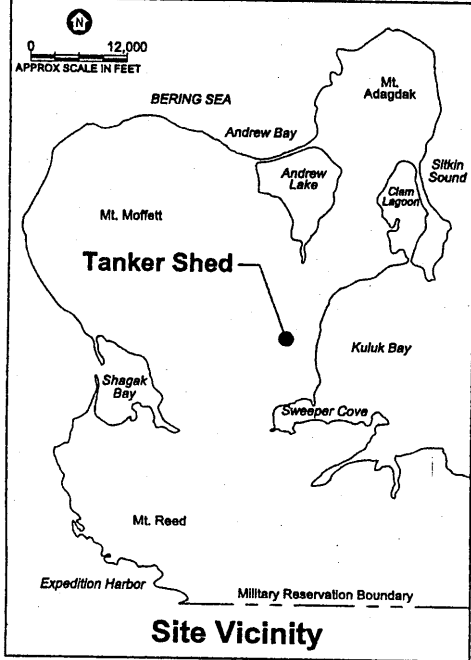 N
0 12,000
APPROX SCALE IN FEET
BERING SEA
Mt.
Adagdak
Andrew Bay
Andrew
Lake
Sitkin
Sound
Clam
Lagoon
Mt. Moffett
Tanker Shed
Kuluk Bay
Shagak
Bay
Sweeper Cove
Mt. Reed
Expedition Harbor
Military Reservation Boundary
Site Vicinity